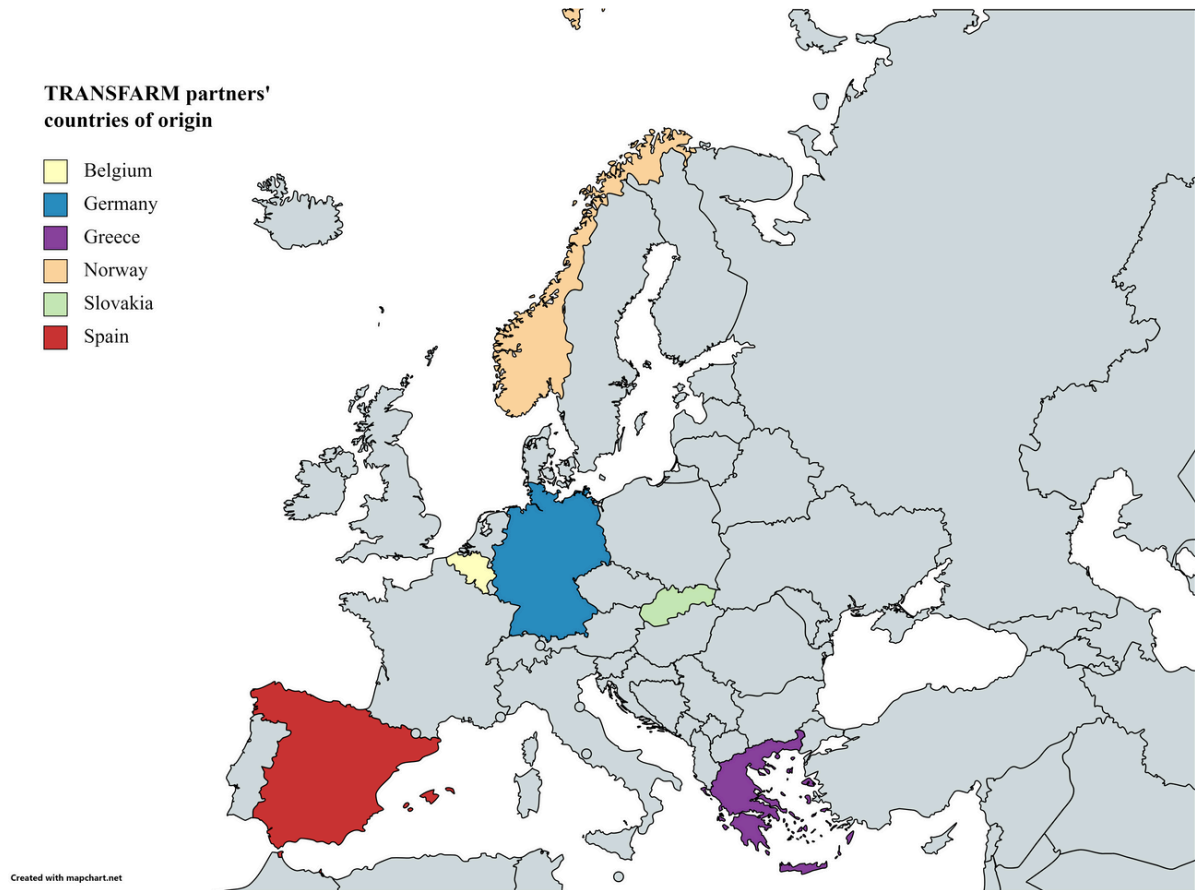 TRANSFARM partners'
countries of origin
Belgium
Germany
Greece
Norway
Slovakia
Spain
Created with mapchart.net